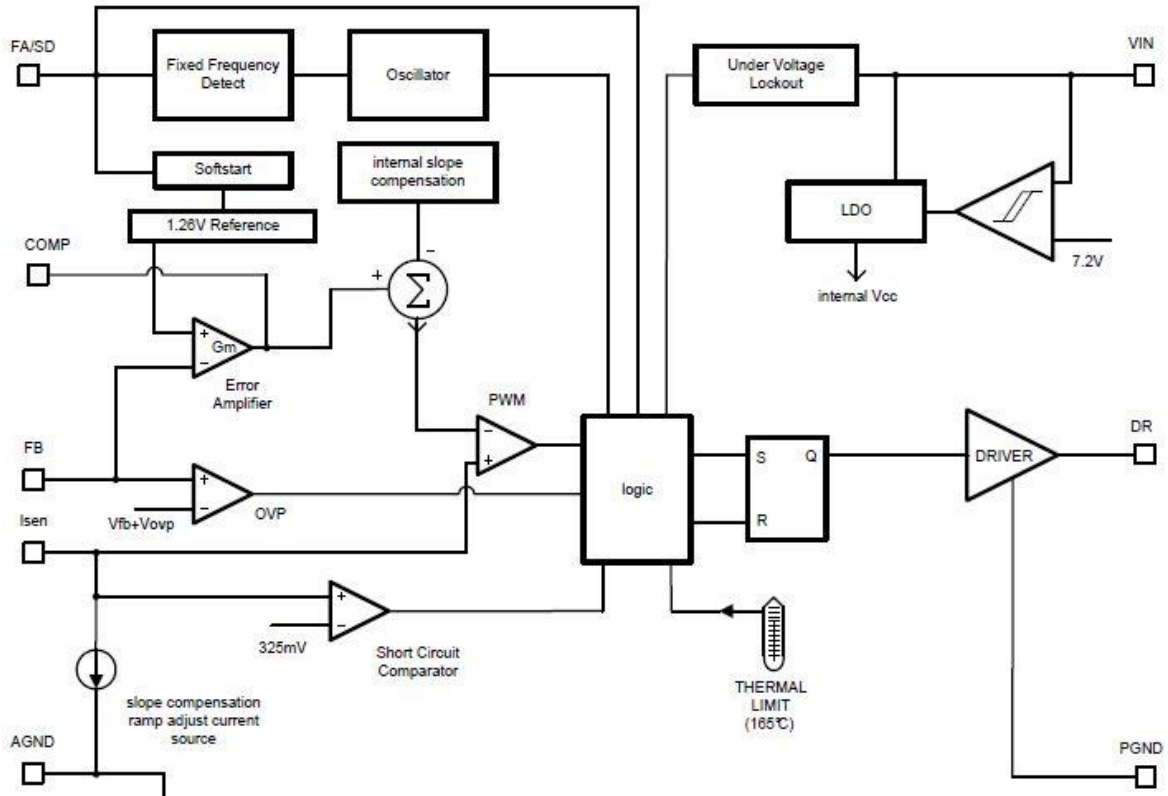 FA/SD
Fixed Frequency
Detect
Oscillator
Under Voltage
Lockout
VIN
Softstart
internal slope
compensation
1.26V Reference
LDO
COMP
7.2V
internal Vcc
+
−
Σ
+
Gm
−
Error
Amplifier
PWM
−
+
FB
+
−
OVP
Vfb+Vovp
Isen
logic
S
Q
R
DRIVER
DR
+
−
325mV
Short Circuit
Comparator
THERMAL
LIMIT
(165℃)
slope compensation
ramp adjust current
source
AGND
PGND